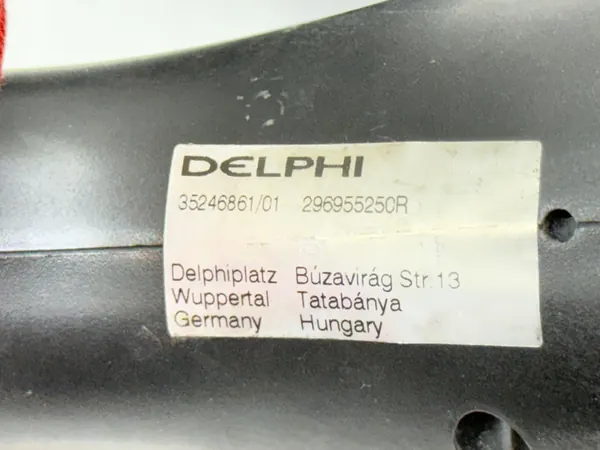 DELPHI
35246861/01 296955250R
Delphiplatz Búzavirág Str.13
Wuppertal Tatabánya
Germany Hungary